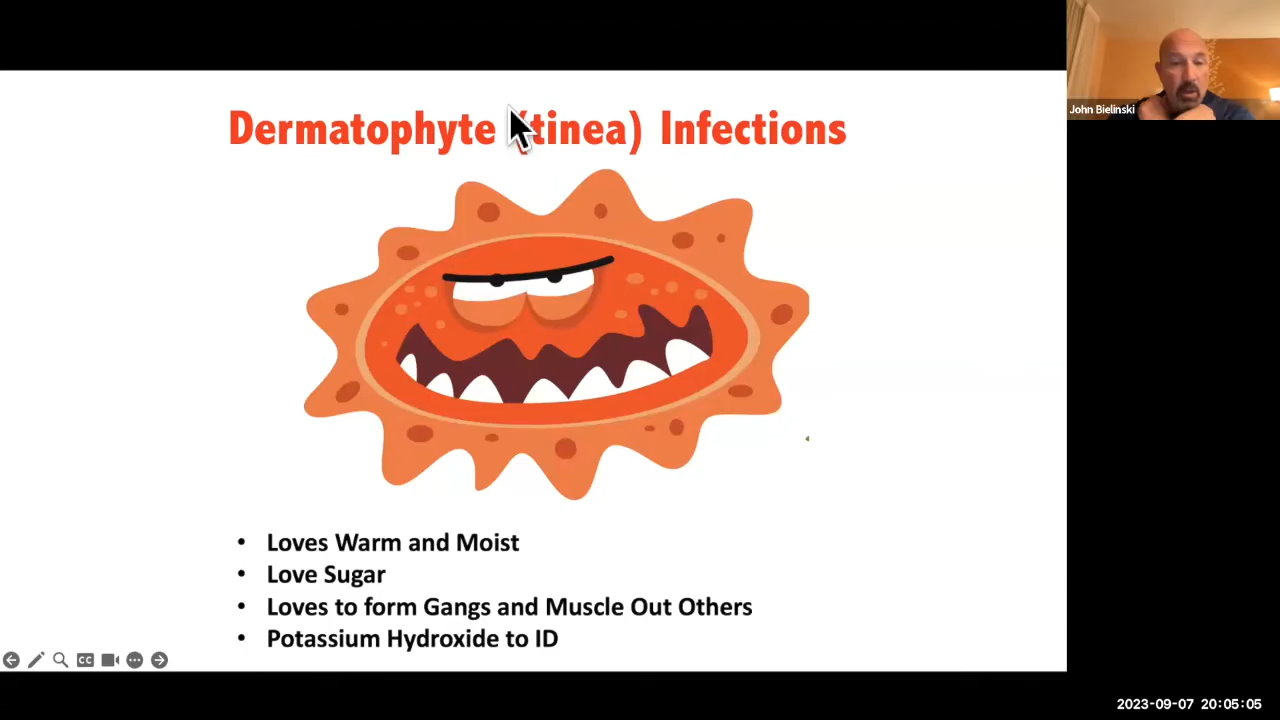 Dermatophyte (tinea) Infections
John Bielinski
• Loves Warm and Moist
• Love Sugar
• Loves to form Gangs and Muscle Out Others
• Potassium Hydroxide to ID
CC
2023-09-07 20:05:05